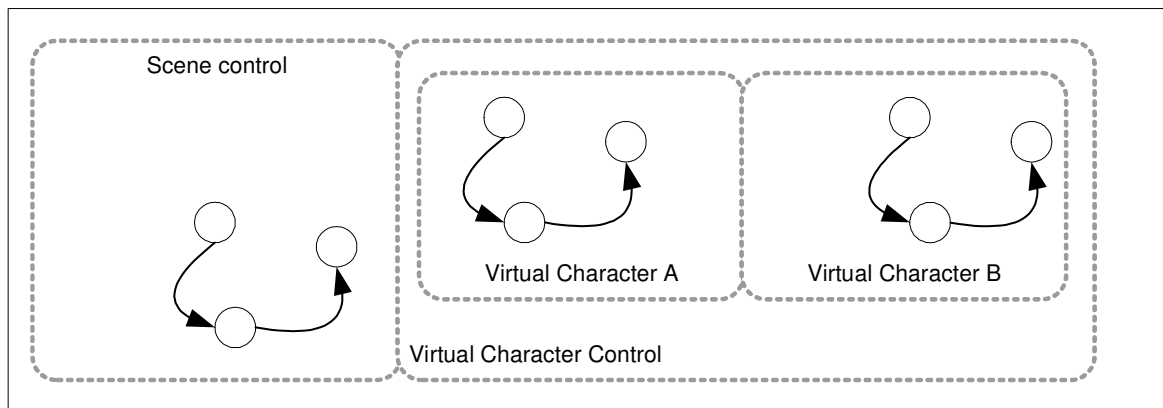 Scene control
Virtual Character A
Virtual Character B
Virtual Character Control